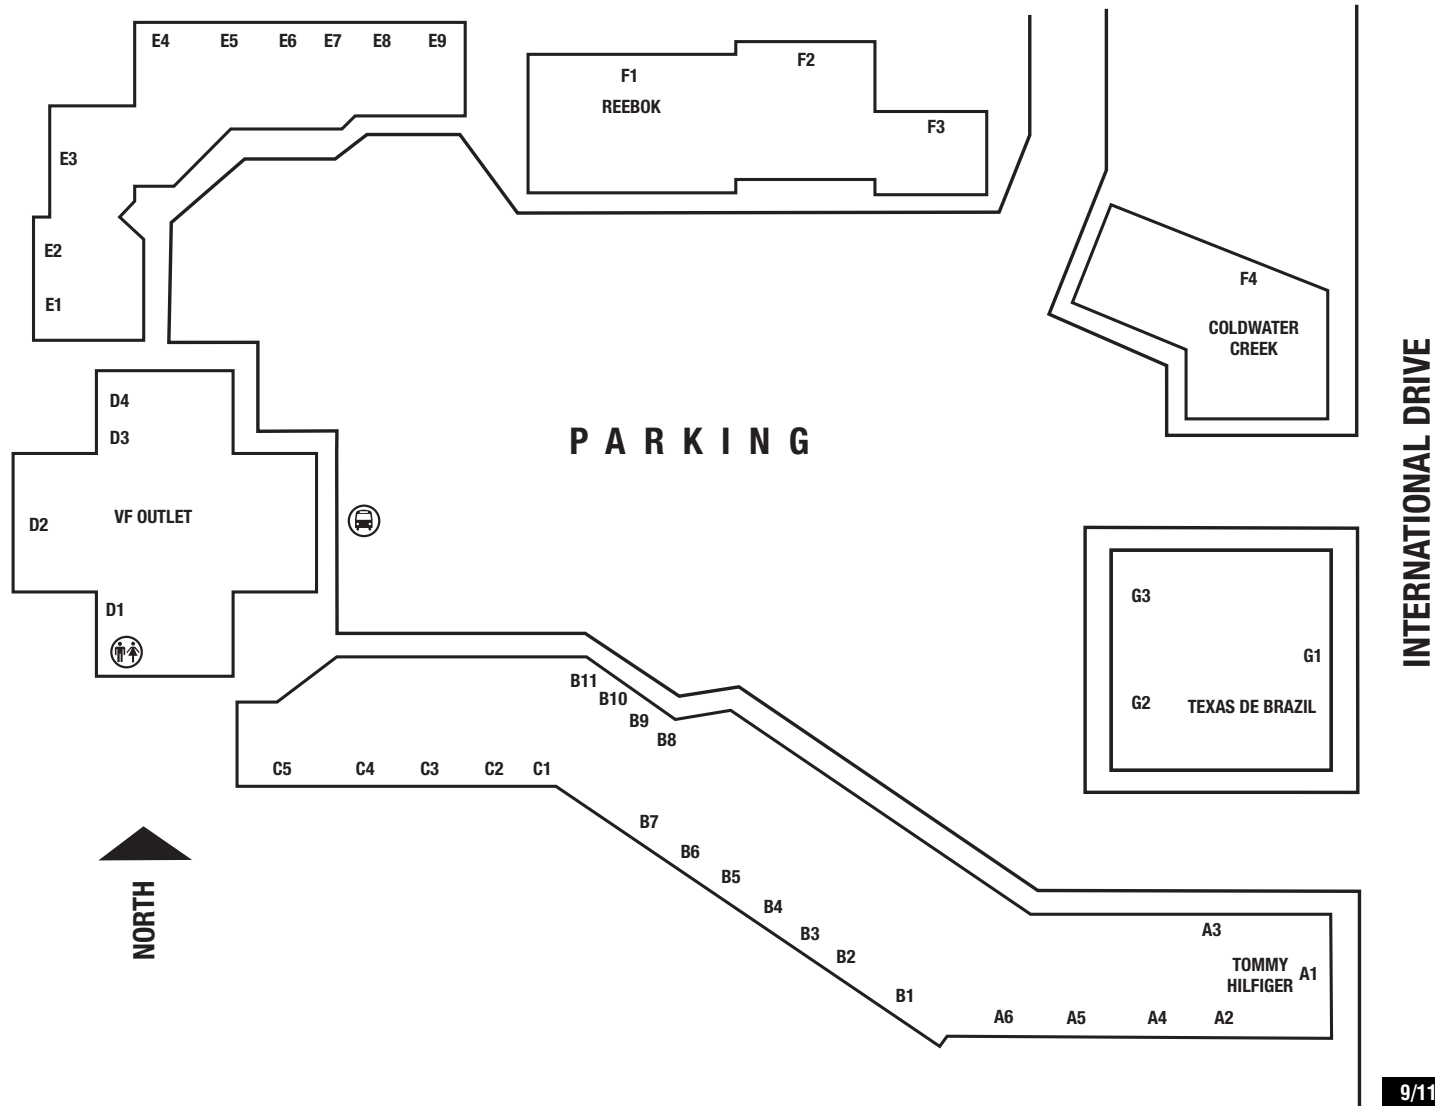 E4 E5 E6 E7 E8 E9
F1
REEBOK
F2
F3
E3
E2
E1
F4
COLDWATER
CREEK
D4
D3
D2
VF OUTLET
D1
PARKING
INTERNATIONAL DRIVE
G3
G1
G2
TEXAS DE BRAZIL
B11
B10
B9
B8
C5 C4 C3 C2 C1
B7
B6
B5
B4
B3
B2
B1
A3
TOMMY
HILFIGER
A1
A6 A5 A4 A2
NORTH
9/11